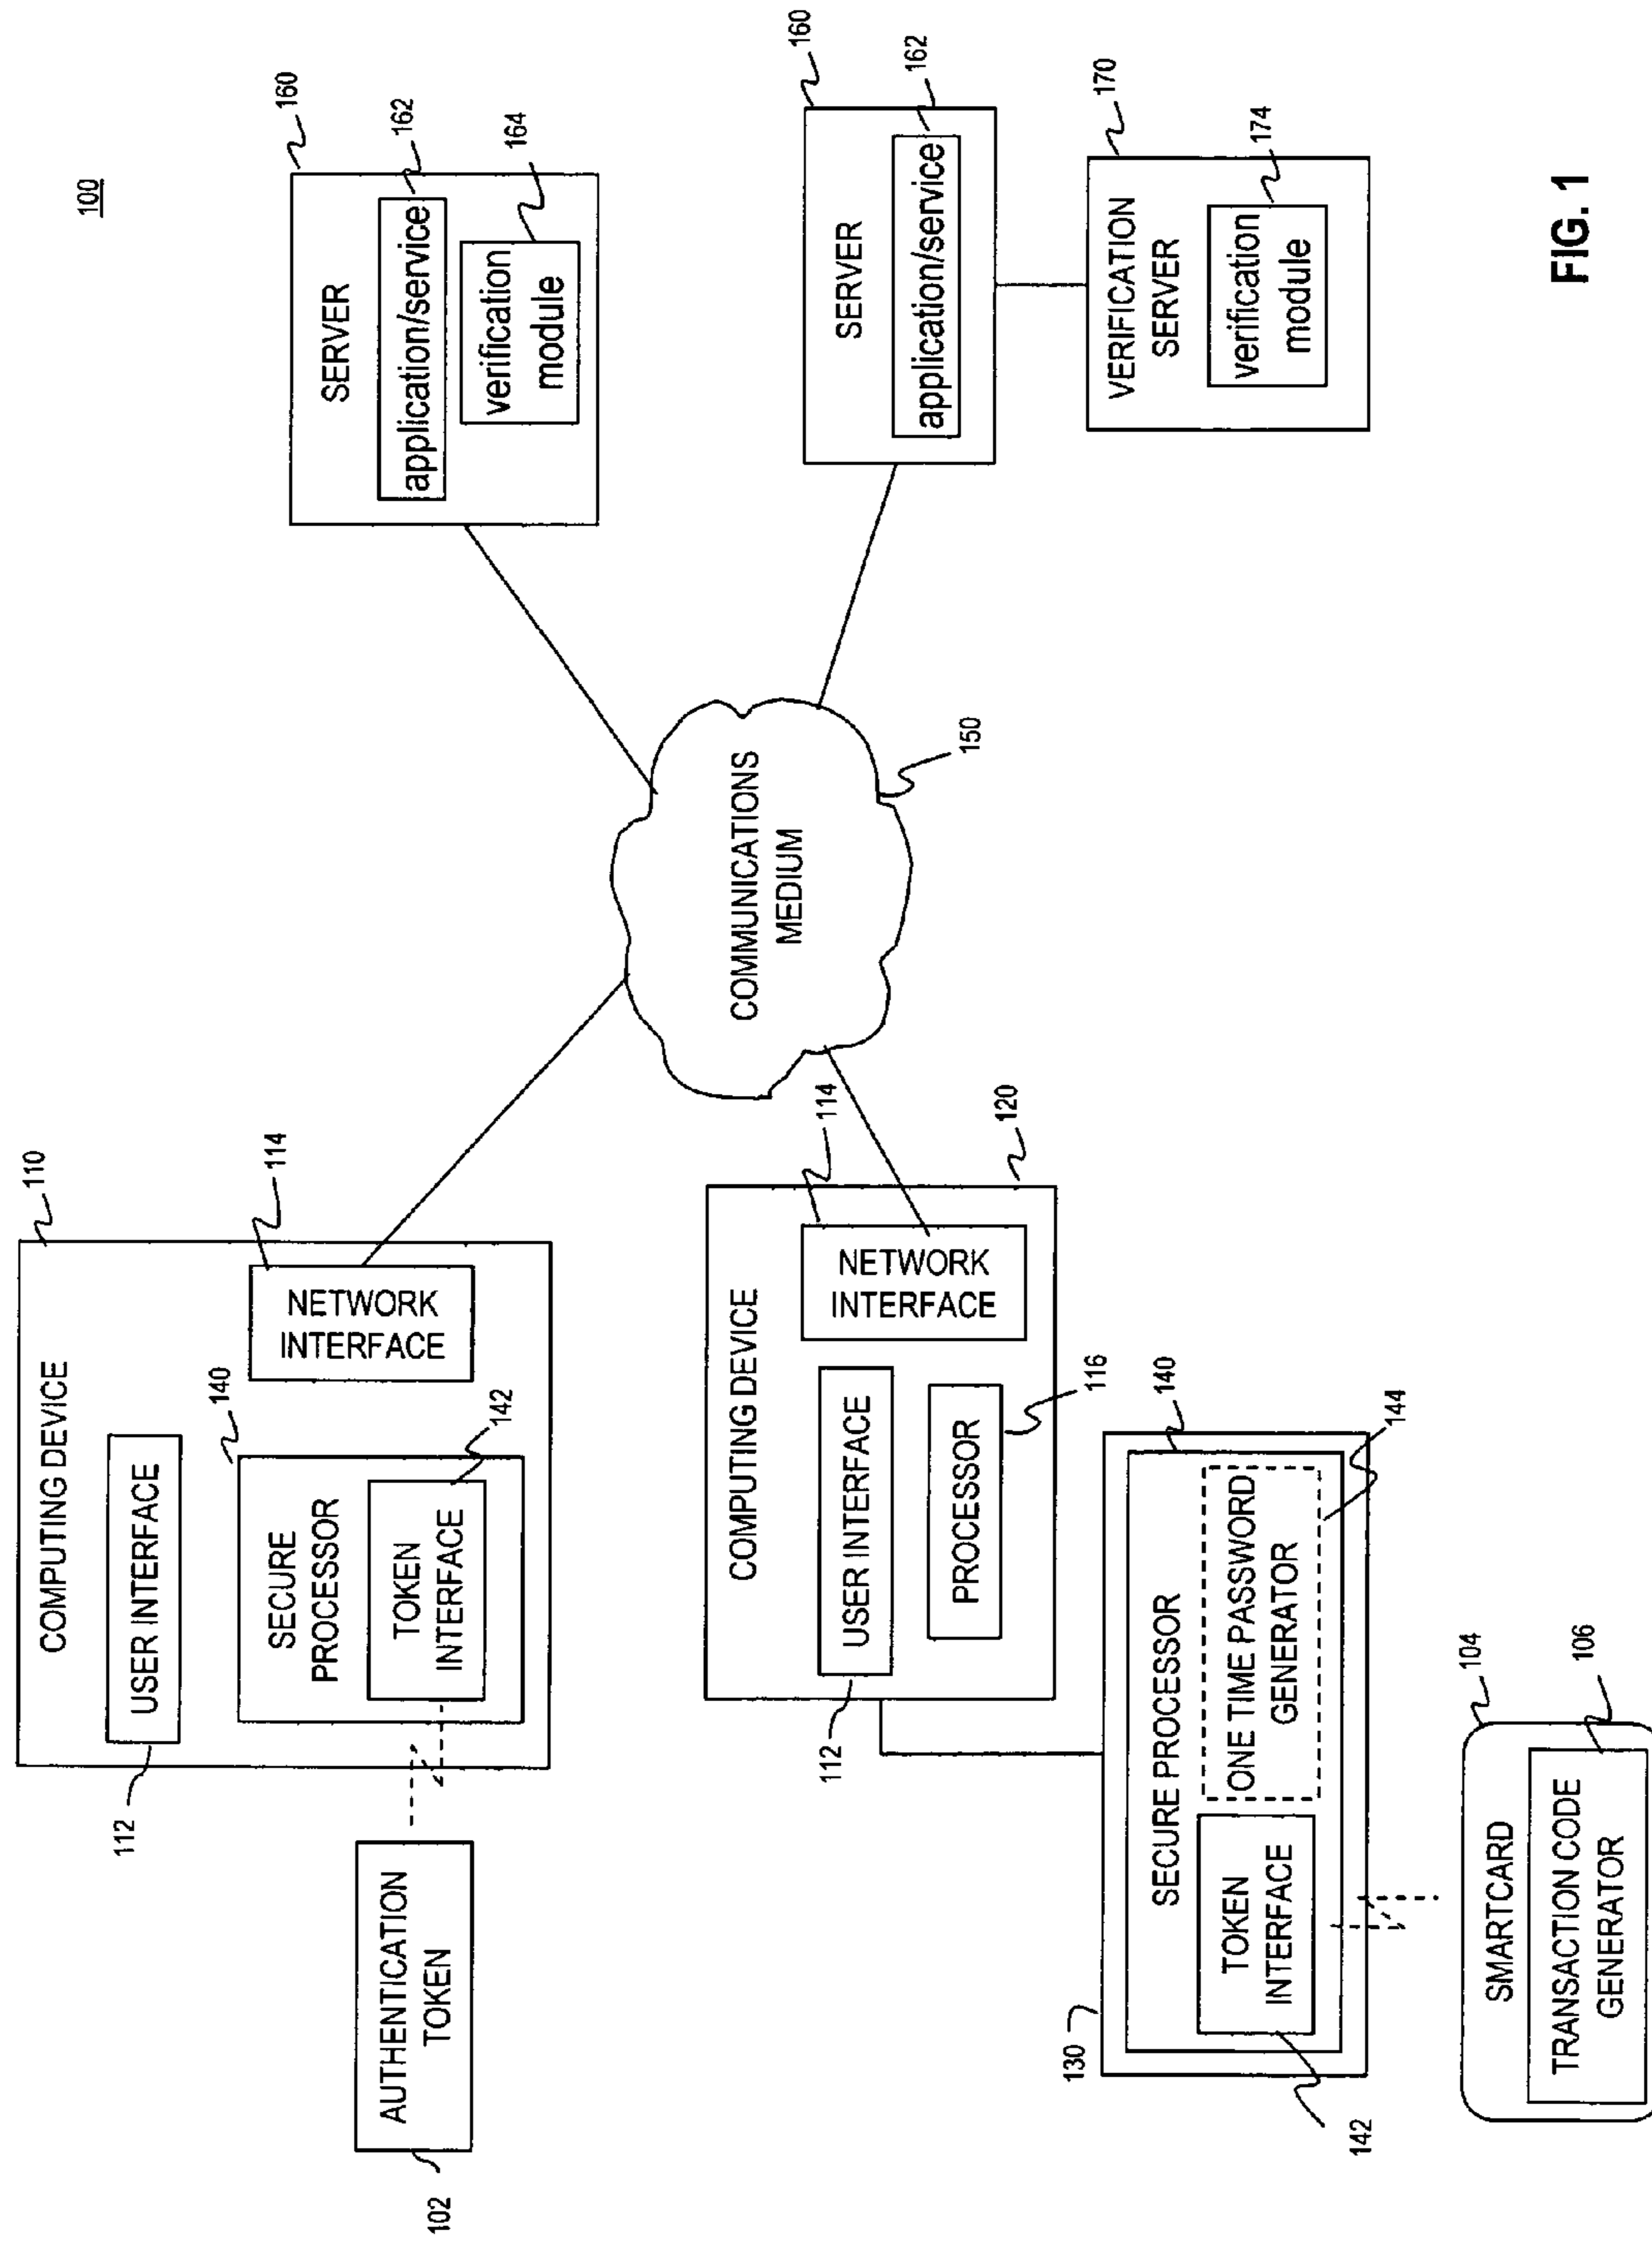 100
110
COMPUTING DEVICE
USER INTERFACE
112
114
NETWORK
INTERFACE
140
SECURE
PROCESSOR
142
TOKEN
INTERFACE
AUTHENTICATION
TOKEN
102
160
SERVER
162
application/service
164
verification
module
COMMUNICATIONS
MEDIUM
150
120
COMPUTING DEVICE
114
NETWORK
INTERFACE
USER INTERFACE
112
PROCESSOR
116
130
140
SECURE PROCESSOR
TOKEN
INTERFACE
142
ONE TIME PASSWORD
GENERATOR
144
104
SMARTCARD
106
TRANSACTION CODE
GENERATOR
160
SERVER
162
application/service
170
VERIFICATION
SERVER
174
verification
module
FIG. 1